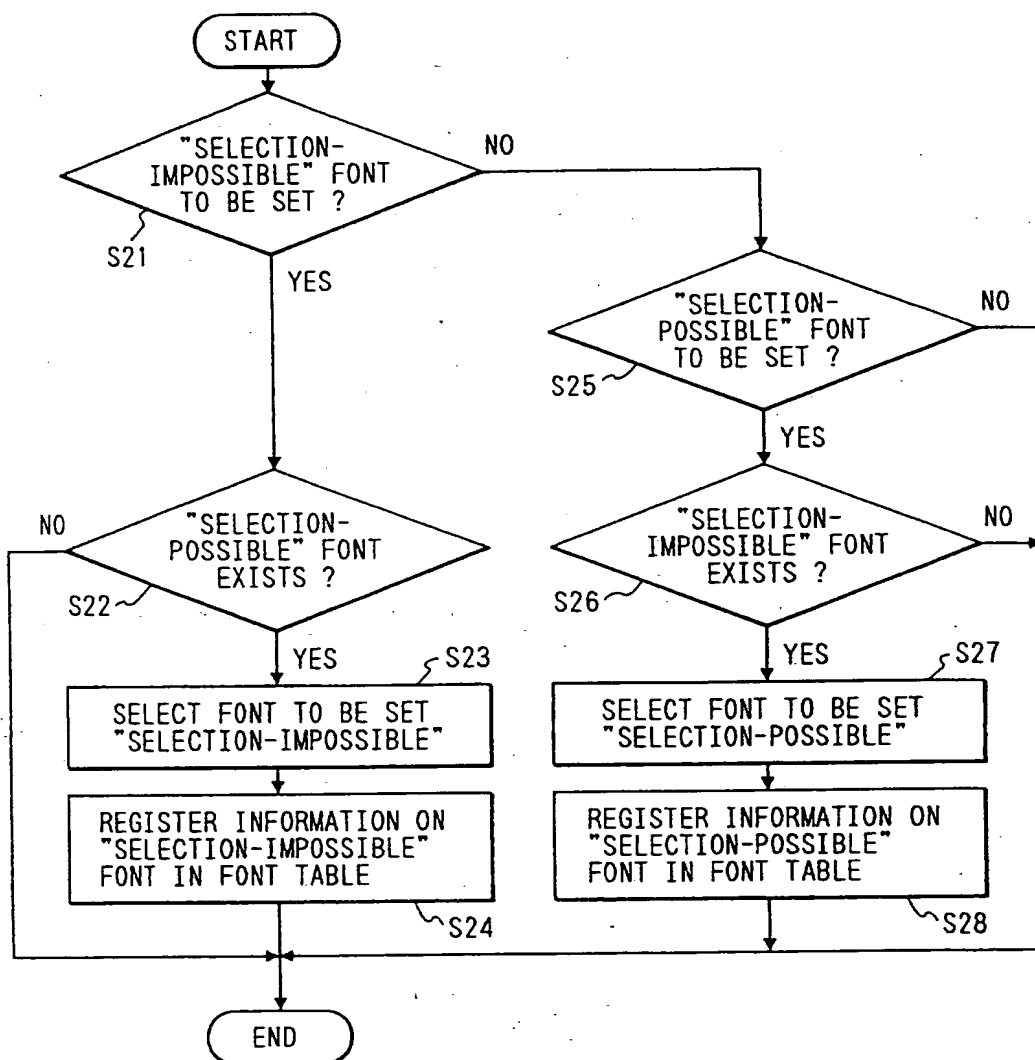 START
"SELECTION-
IMPOSSIBLE" FONT
TO BE SET ?
NO
S21
YES
"SELECTION-
POSSIBLE" FONT
TO BE SET ?
NO
S25
YES
"SELECTION-
POSSIBLE" FONT
EXISTS ?
NO
S22
YES
"SELECTION-
IMPOSSIBLE" FONT
EXISTS ?
NO
S26
YES
S23
SELECT FONT TO BE SET
"SELECTION-IMPOSSIBLE"
S27
SELECT FONT TO BE SET
"SELECTION-POSSIBLE"
REGISTER INFORMATION ON
"SELECTION-IMPOSSIBLE"
FONT IN FONT TABLE
S24
REGISTER INFORMATION ON
"SELECTION-POSSIBLE"
FONT IN FONT TABLE
S28
END